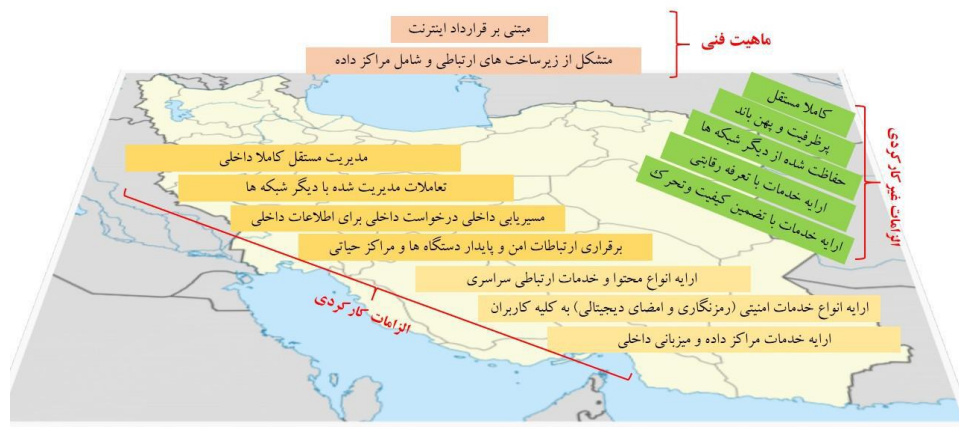 مبتنی بر قرارداد اینترنت
متشکل از زیرساخت های ارتباطی و شامل مراکز داده
ماهیت فنی
کاملا مستقل
پرظرفیت و پهن باند
حفاظت شده از دیگر شبکه ها
ارایه خدمات با تعرفه رقابتی
ارایه خدمات با تضمین کیفیت و تحرک
الزامات غیر کارکردی
مدیریت مستقل کاملا داخلی
تعاملات مدیریت شده با دیگر شبکه ها
مسیریابی داخلی درخواست داخلی برای اطلاعات داخلی
برقراری ارتباطات امن و پایدار دستگاه ها و مراکز حیاتی
ارایه انواع محتوا و خدمات ارتباطی سراسری
ارایه انواع خدمات امنیتی (رمزنگاری و امضای دیجیتالی) به کلیه کاربران
ارایه خدمات مراکز داده و میزبانی داخلی
الزامات کارکردی